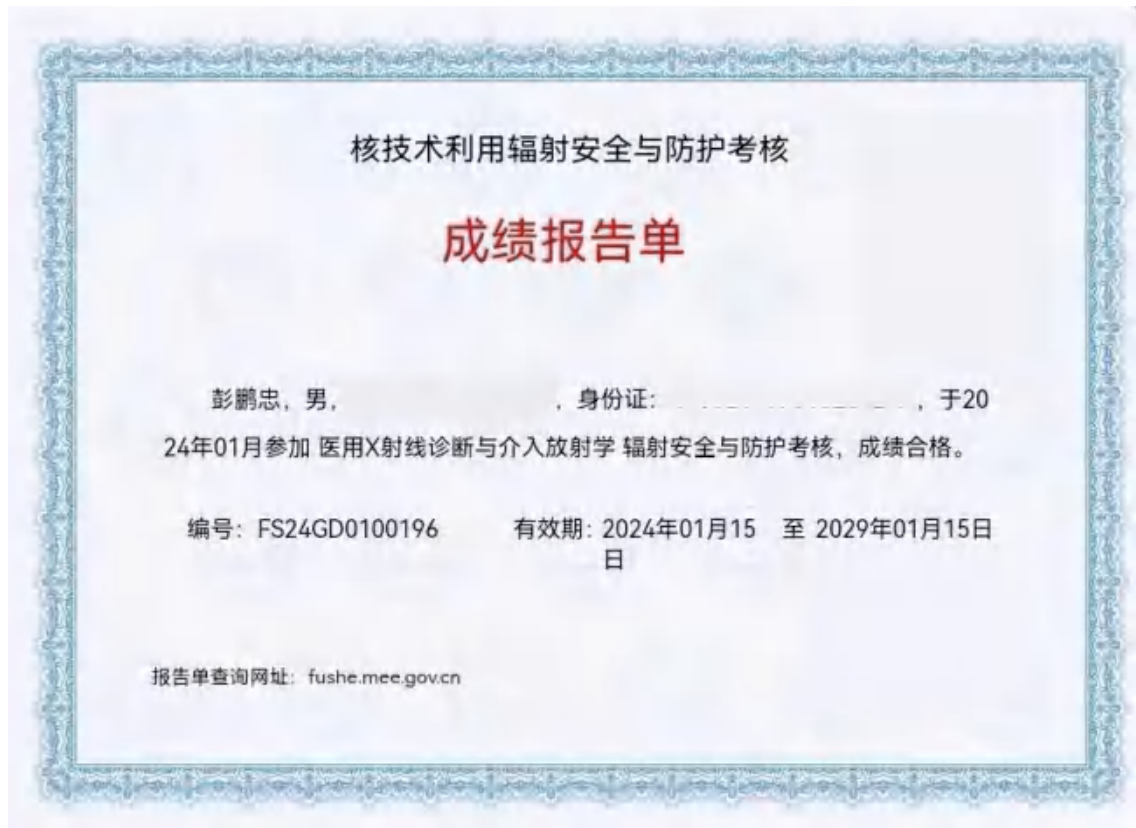 核技术利用辐射安全与防护考核
成绩报告单
彭鹏忠，男，，身份证：，于20
24年01月参加 医用X射线诊断与介入放射学 辐射安全与防护考核，成绩合格。
编号：FS24GD0100196 有效期：2024年01月15 至 2029年01月15日
日
报告单查询网址：fushe.mee.gov.cn